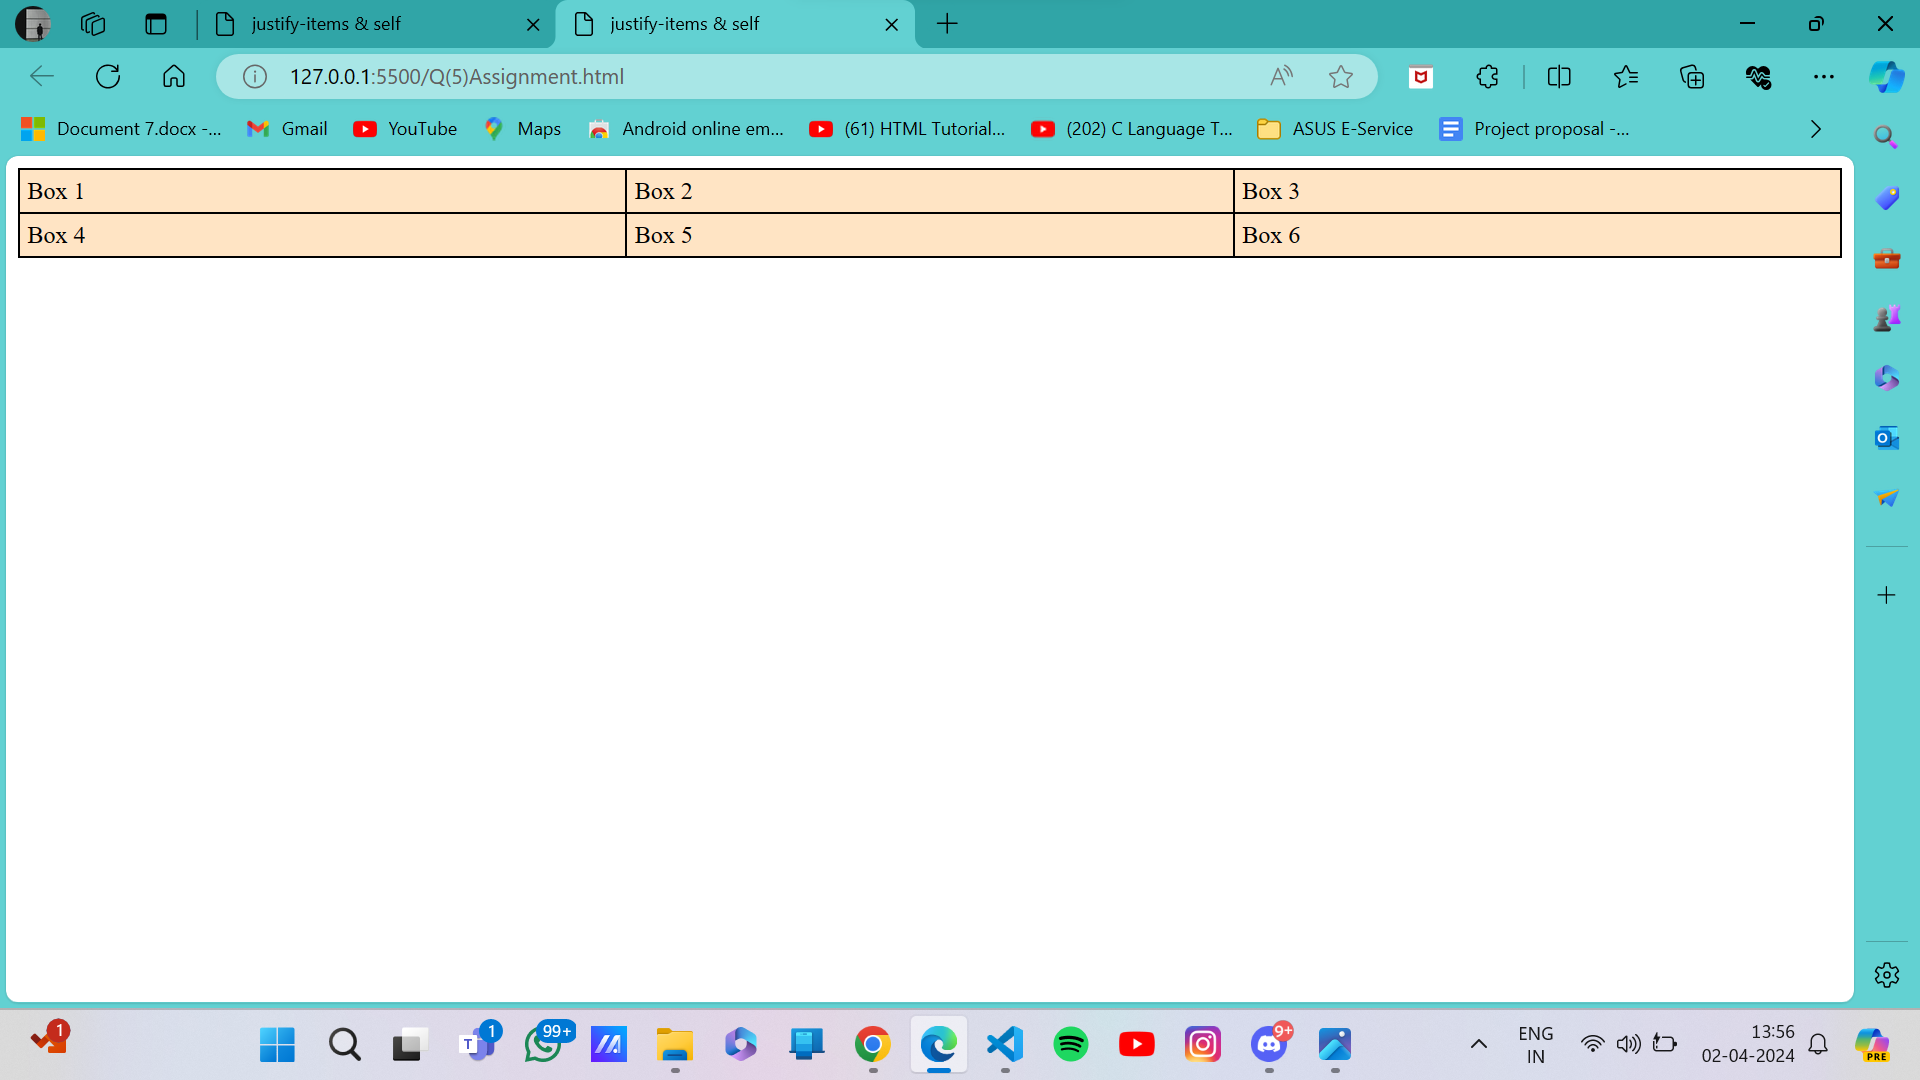 justify-items & self
justify-items & self
127.0.0.1:5500/Q(5)Assignment.html
Document 7.docx -...
Gmail
YouTube
Maps
Android online em...
(61) HTML Tutorial...
(202) C Language T...
ASUS E-Service
Project proposal -...
Box 1
Box 2
Box 3
Box 4
Box 5
Box 6
1
T
1
99+
9+
ENG
IN
13:56
02-04-2024
PRE